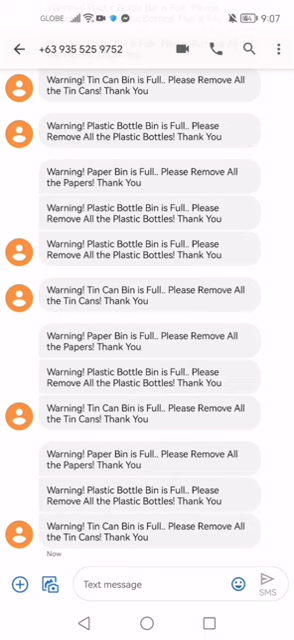 GLOBE
9:07
+63 935 525 9752
Warning! Tin Can Bin is Full.. Please Remove All
the Tin Cans! Thank You
Warning! Plastic Bottle Bin is Full.. Please
Remove All the Plastic Bottles! Thank You
Warning! Paper Bin is Full.. Please Remove All
the Papers! Thank You
Warning! Plastic Bottle Bin is Full.. Please
Remove All the Plastic Bottles! Thank You
Warning! Plastic Bottle Bin is Full.. Please
Remove All the Plastic Bottles! Thank You
Warning! Tin Can Bin is Full.. Please Remove All
the Tin Cans! Thank You
Warning! Paper Bin is Full.. Please Remove All
the Papers! Thank You
Warning! Plastic Bottle Bin is Full.. Please
Remove All the Plastic Bottles! Thank You
Warning! Tin Can Bin is Full.. Please Remove All
the Tin Cans! Thank You
Warning! Paper Bin is Full.. Please Remove All
the Papers! Thank You
Warning! Plastic Bottle Bin is Full.. Please
Remove All the Plastic Bottles! Thank You
Warning! Tin Can Bin is Full.. Please Remove All
the Tin Cans! Thank You
Now
Text message
SMS